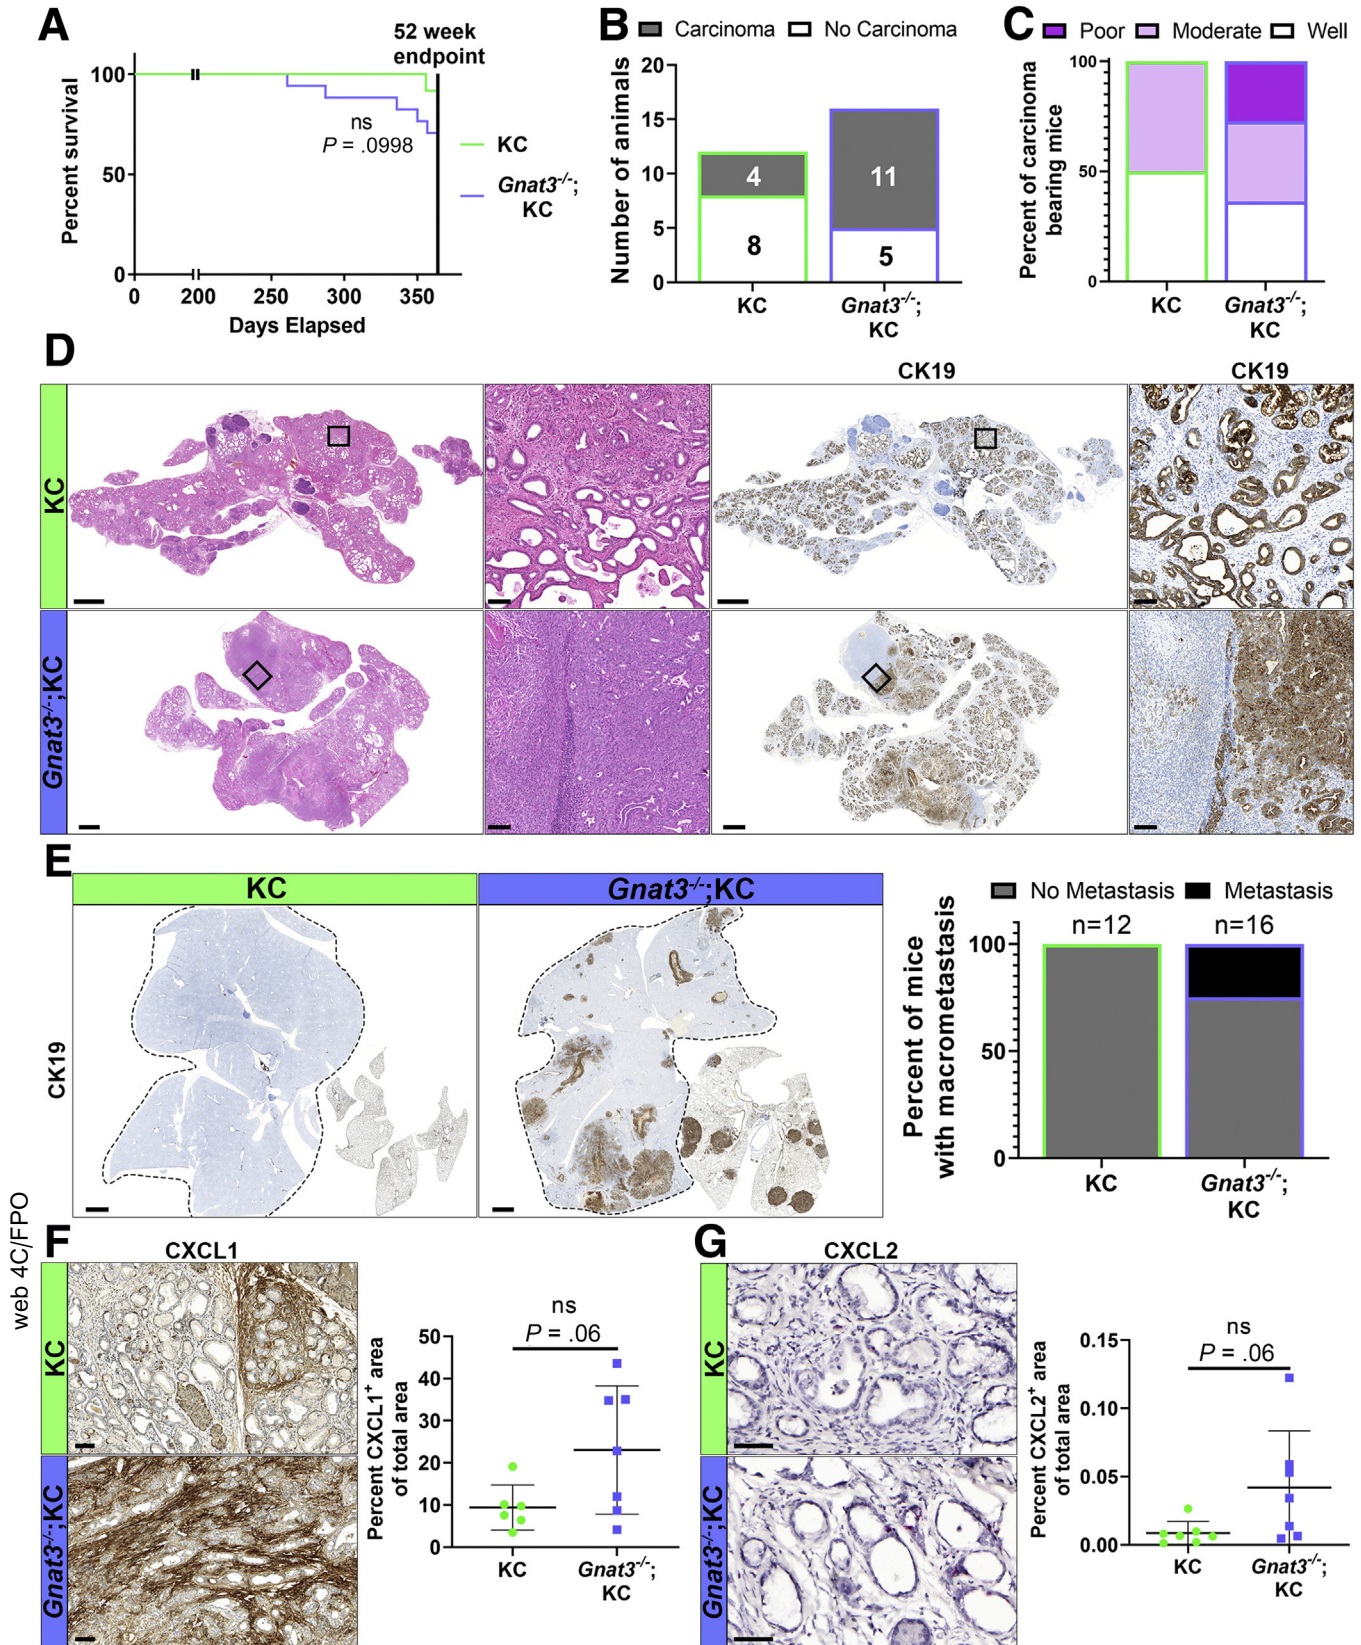 A
52 week
endpoint
Percent survival
100
50
0
0
200
250
300
350
Days Elapsed
ns
P = .0998
KC
Gnat3-/-;
KC
B
Carcinoma
No Carcinoma
Number of animals
20
15
10
5
0
4
8
11
5
KC
Gnat3-/-;
KC
C
Poor
Moderate
Well
Percent of carcinoma
bearing mice
100
50
0
KC
Gnat3-/-;
KC
D
CK19
CK19
KC
Gnat3-/-;KC
E
KC
Gnat3-/-;KC
CK19
No Metastasis
Metastasis
n=12
n=16
Percent of mice
with macrometastasis
100
50
0
KC
Gnat3-/-;
KC
web 4C/FPO
F
CXCL1
KC
Gnat3-/-;KC
ns
P = .06
Percent CXCL1+ area
of total area
50
40
30
20
10
0
KC
Gnat3-/-;
KC
G
CXCL2
KC
Gnat3-/-;KC
ns
P = .06
Percent CXCL2+ area
of total area
0.15
0.10
0.05
0.00
KC
Gnat3-/-;
KC